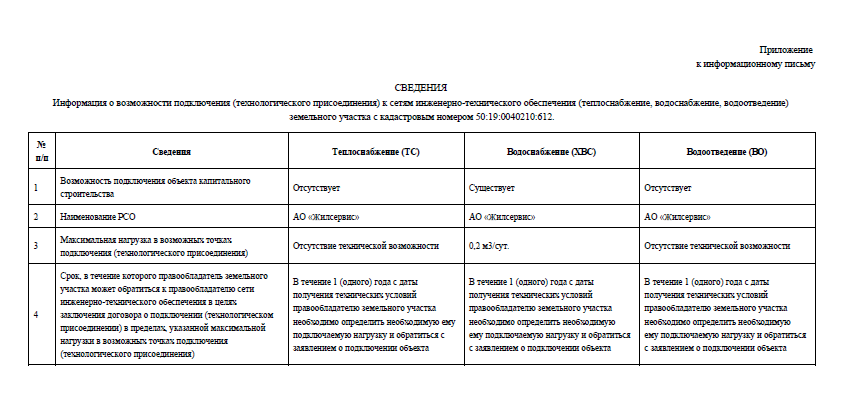 Приложение
к информационному письму
СВЕДЕНИЯ
Информация о возможности подключения (технологического присоединения) к сетям инженерно-технического обеспечения (теплоснабжение, водоснабжение, водоотведение)
земельного участка с кадастровым номером 50:19:0040210:612.
№
п/п
Сведения
Теплоснабжение (ТС)
Водоснабжение (ХВС)
Водоотведение (ВО)
1
Возможность подключения объекта капитального
строительства
Отсутствует
Существует
Отсутствует
2
Наименование РСО
АО «Жилсервис»
АО «Жилсервис»
АО «Жилсервис»
3
Максимальная нагрузка в возможных точках
подключения (технологического присоединения)
Отсутствие технической возможности
0,2 м3/сут.
Отсутствие технической возможности
4
Срок, в течение которого правообладатель земельного
участка может обратиться к правообладателю сети
инженерно-технического обеспечения в целях
заключения договора о подключении (технологическом
присоединении) в пределах, указанной максимальной
нагрузки в возможных точках подключения
(технологического присоединения)
В течение 1 (одного) года с даты
получения технических условий
правообладателю земельного участка
необходимо определить необходимую ему
подключаемую нагрузку и обратиться с
заявлением о подключении объекта
В течение 1 (одного) года с даты
получения технических условий
правообладателю земельного участка
необходимо определить необходимую
ему подключаемую нагрузку и обратиться
с заявлением о подключении объекта
В течение 1 (одного) года с даты
получения технических условий
правообладателю земельного участка
необходимо определить необходимую
ему подключаемую нагрузку и обратиться
с заявлением о подключении объекта